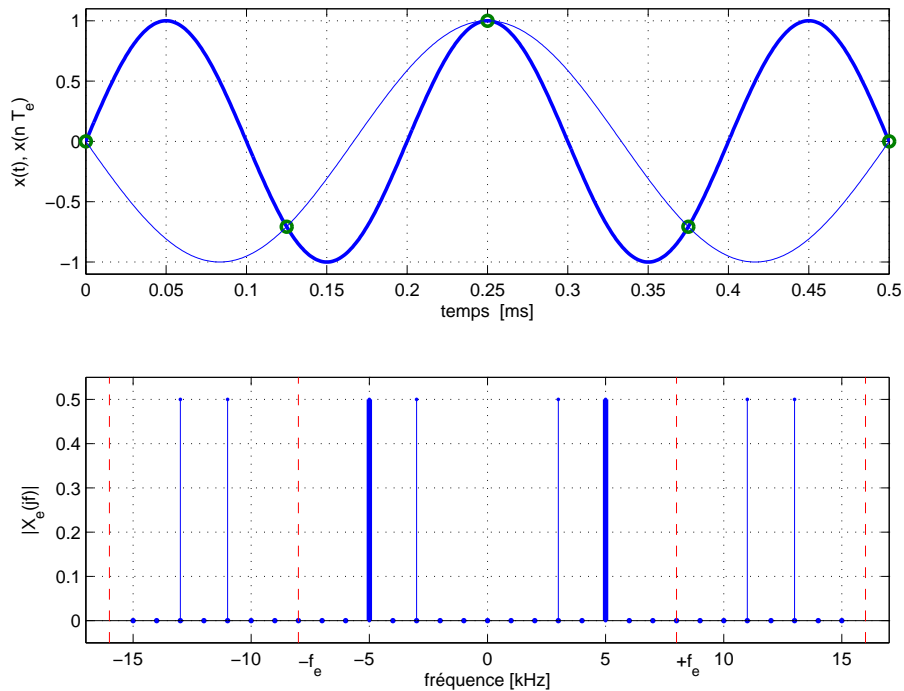 1
0.5
0
−0.5
−1
x(t), x(n T_e)
0 0.05 0.1 0.15 0.2 0.25 0.3 0.35 0.4 0.45 0.5
temps [ms]
0.5
0.4
0.3
0.2
0.1
0
|X_e(jf)|
−15 −10 −f_e −5 0 5 +f_e 10 15
fréquence [kHz]